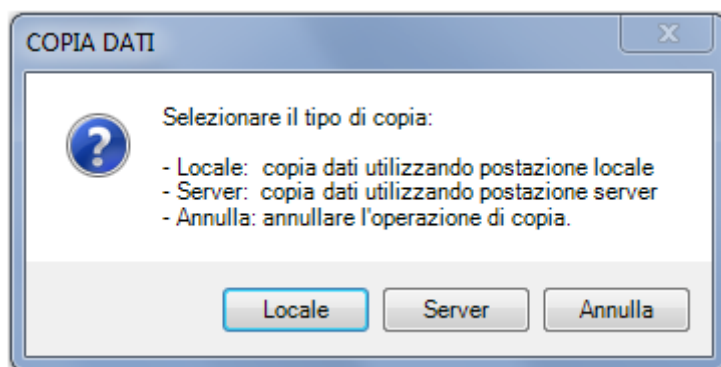 COPIA DATI
Selezionare il tipo di copia:
- Locale:  copia dati utilizzando postazione locale
- Server:  copia dati utilizzando postazione server
- Annulla: annullare l'operazione di copia.
Locale Server Annulla